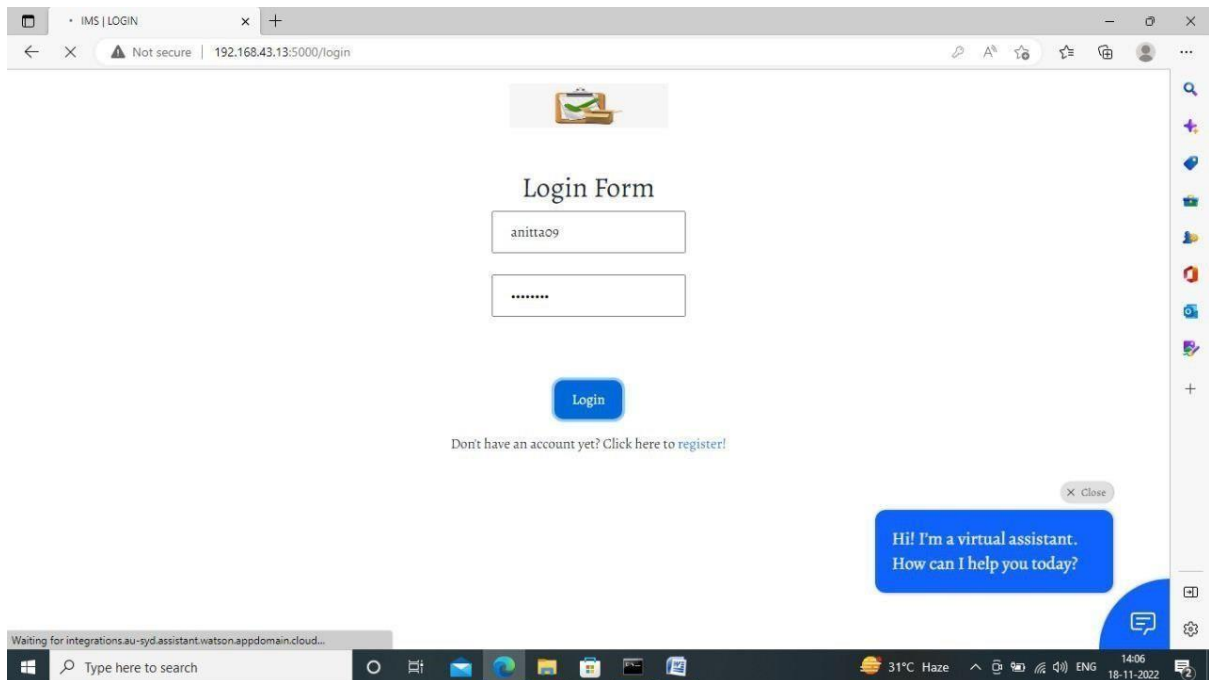 IMS | LOGIN
Not secure | 192.168.43.13:5000/login
Login Form
anitta09
••••••••
Login
Don't have an account yet? Click here to register!
× Close
Hi! I'm a virtual assistant.
How can I help you today?
Waiting for integrations.au-syd.assistant.watson.appdomain.cloud...
Type here to search
31°C Haze
ENG
14:06
18-11-2022
2